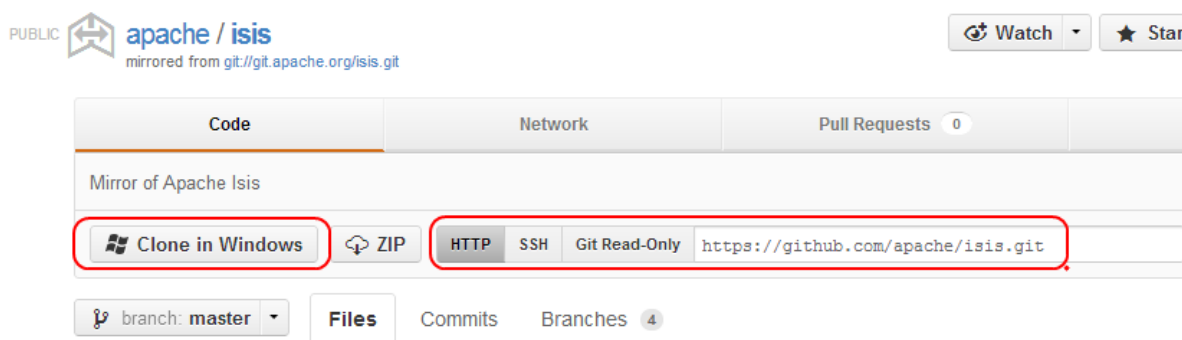 PUBLIC apache / isis Watch Star
mirrored from git://git.apache.org/isis.git
Code Network Pull Requests 0
Mirror of Apache Isis
Clone in Windows ZIP HTTP SSH Git Read-Only https://github.com/apache/isis.git
branch: master Files Commits Branches 4